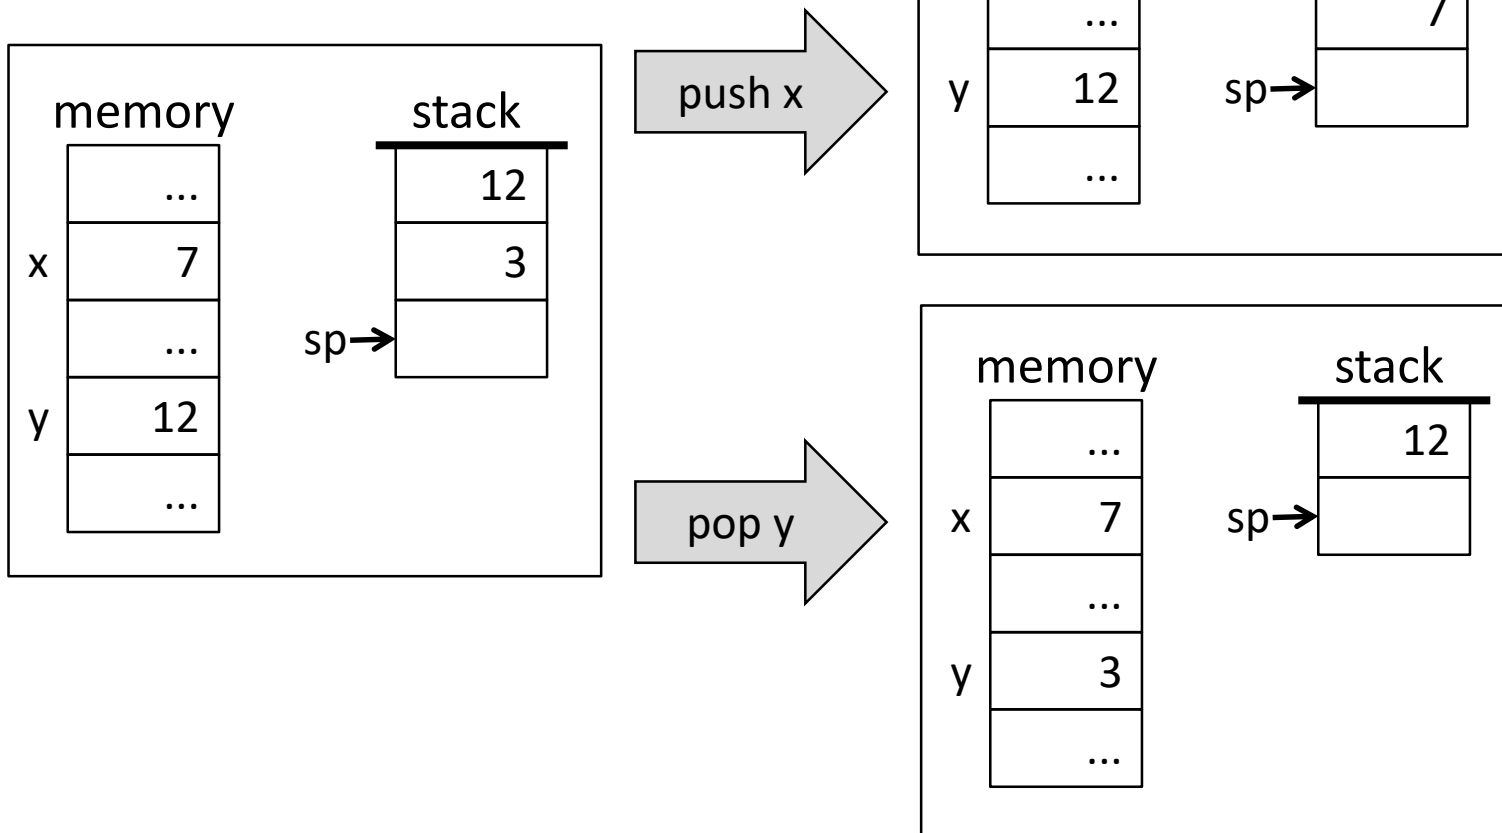 memory stack
...
12
x 7
3
...
sp
y 12
...
push x
...
7
y 12
sp
...
pop y
memory stack
...
12
x 7
sp
...
y 3
...